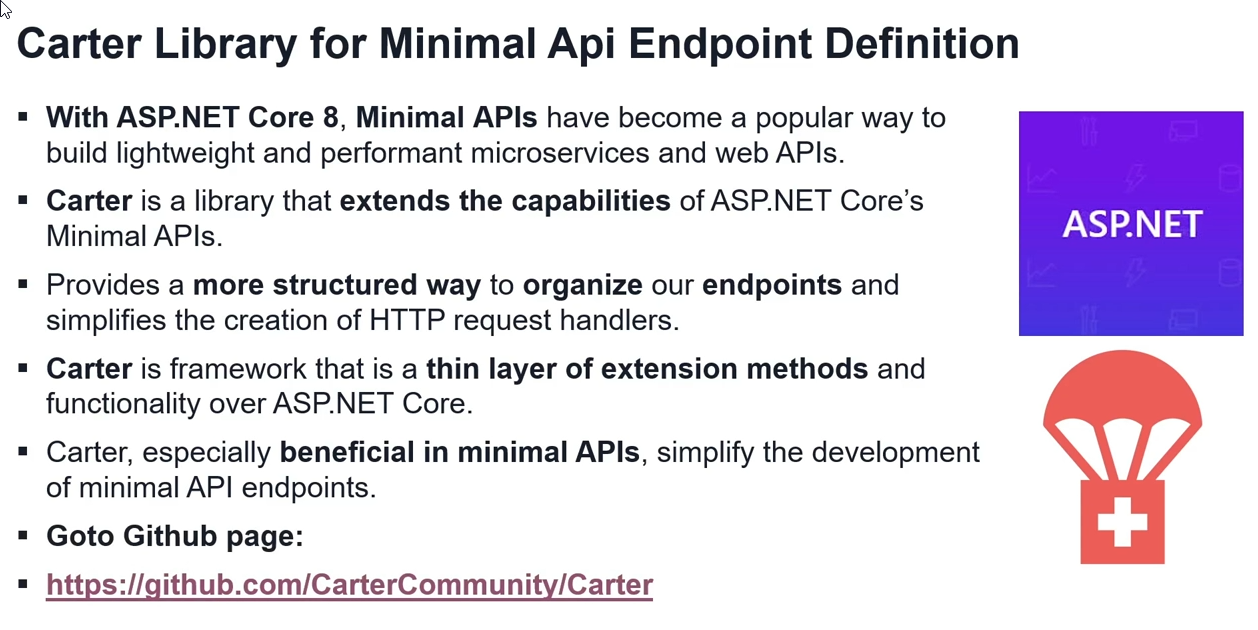 Carter Library for Minimal Api Endpoint Definition
▪ With ASP.NET Core 8, Minimal APIs have become a popular way to
build lightweight and performant microservices and web APIs.
▪ Carter is a library that extends the capabilities of ASP.NET Core’s
Minimal APIs.
▪ Provides a more structured way to organize our endpoints and
simplifies the creation of HTTP request handlers.
▪ Carter is framework that is a thin layer of extension methods and
functionality over ASP.NET Core.
▪ Carter, especially beneficial in minimal APIs, simplify the development
of minimal API endpoints.
▪ Goto Github page:
▪ https://github.com/CarterCommunity/Carter
ASP.NET